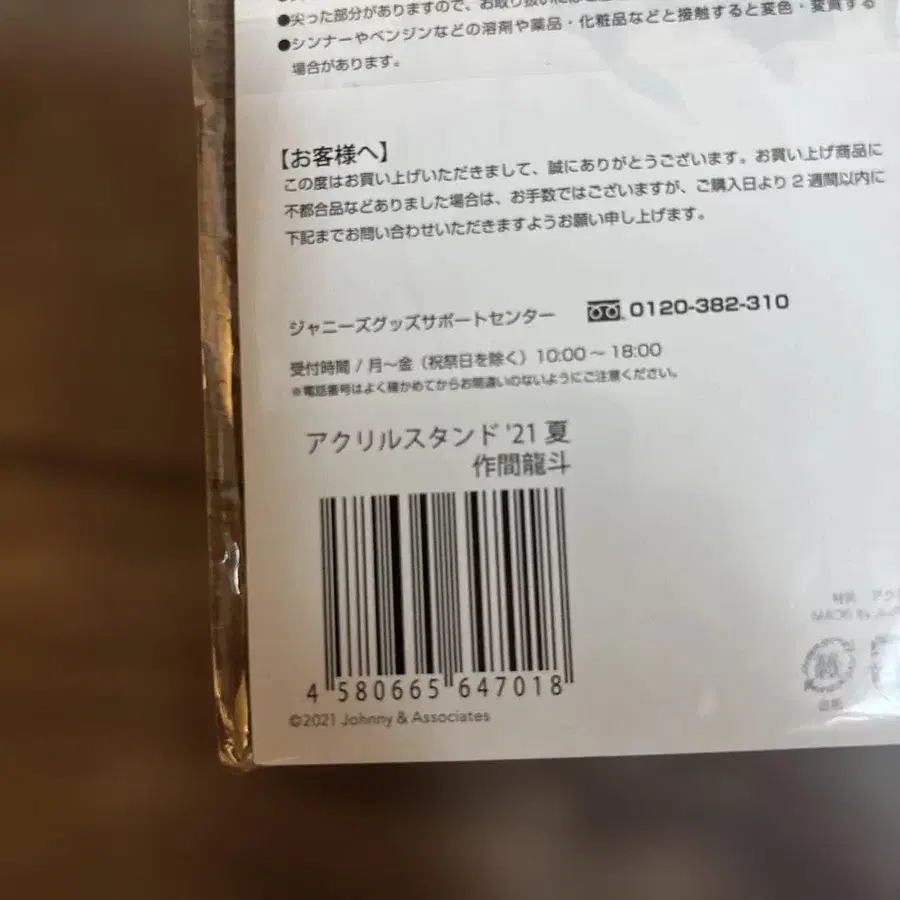 ●尖った部分がありますので、お取り扱いには
●シンナーやベンジンなどの溶剤や薬品・化粧品などと接触すると変色・変質する
場合があります。
【お客様へ】
この度はお買い上げいただきまして、誠にありがとうございます。お買い上げ商品に
不都合品などありました場合は、お手数ではございますが、ご購入日より2週間以内に
下記までお問い合わせいただきますようお願い申し上げます。
ジャニーズグッズサポートセンター 0120-382-310
受付時間 / 月～金（祝祭日を除く）10:00～18:00
※電話番号はよく確かめてからお間違いのないようにご注意ください。
アクリルスタンド '21 夏
作間龍斗
4 580665 647018
©2021 Johnny & Associates
MADE IN